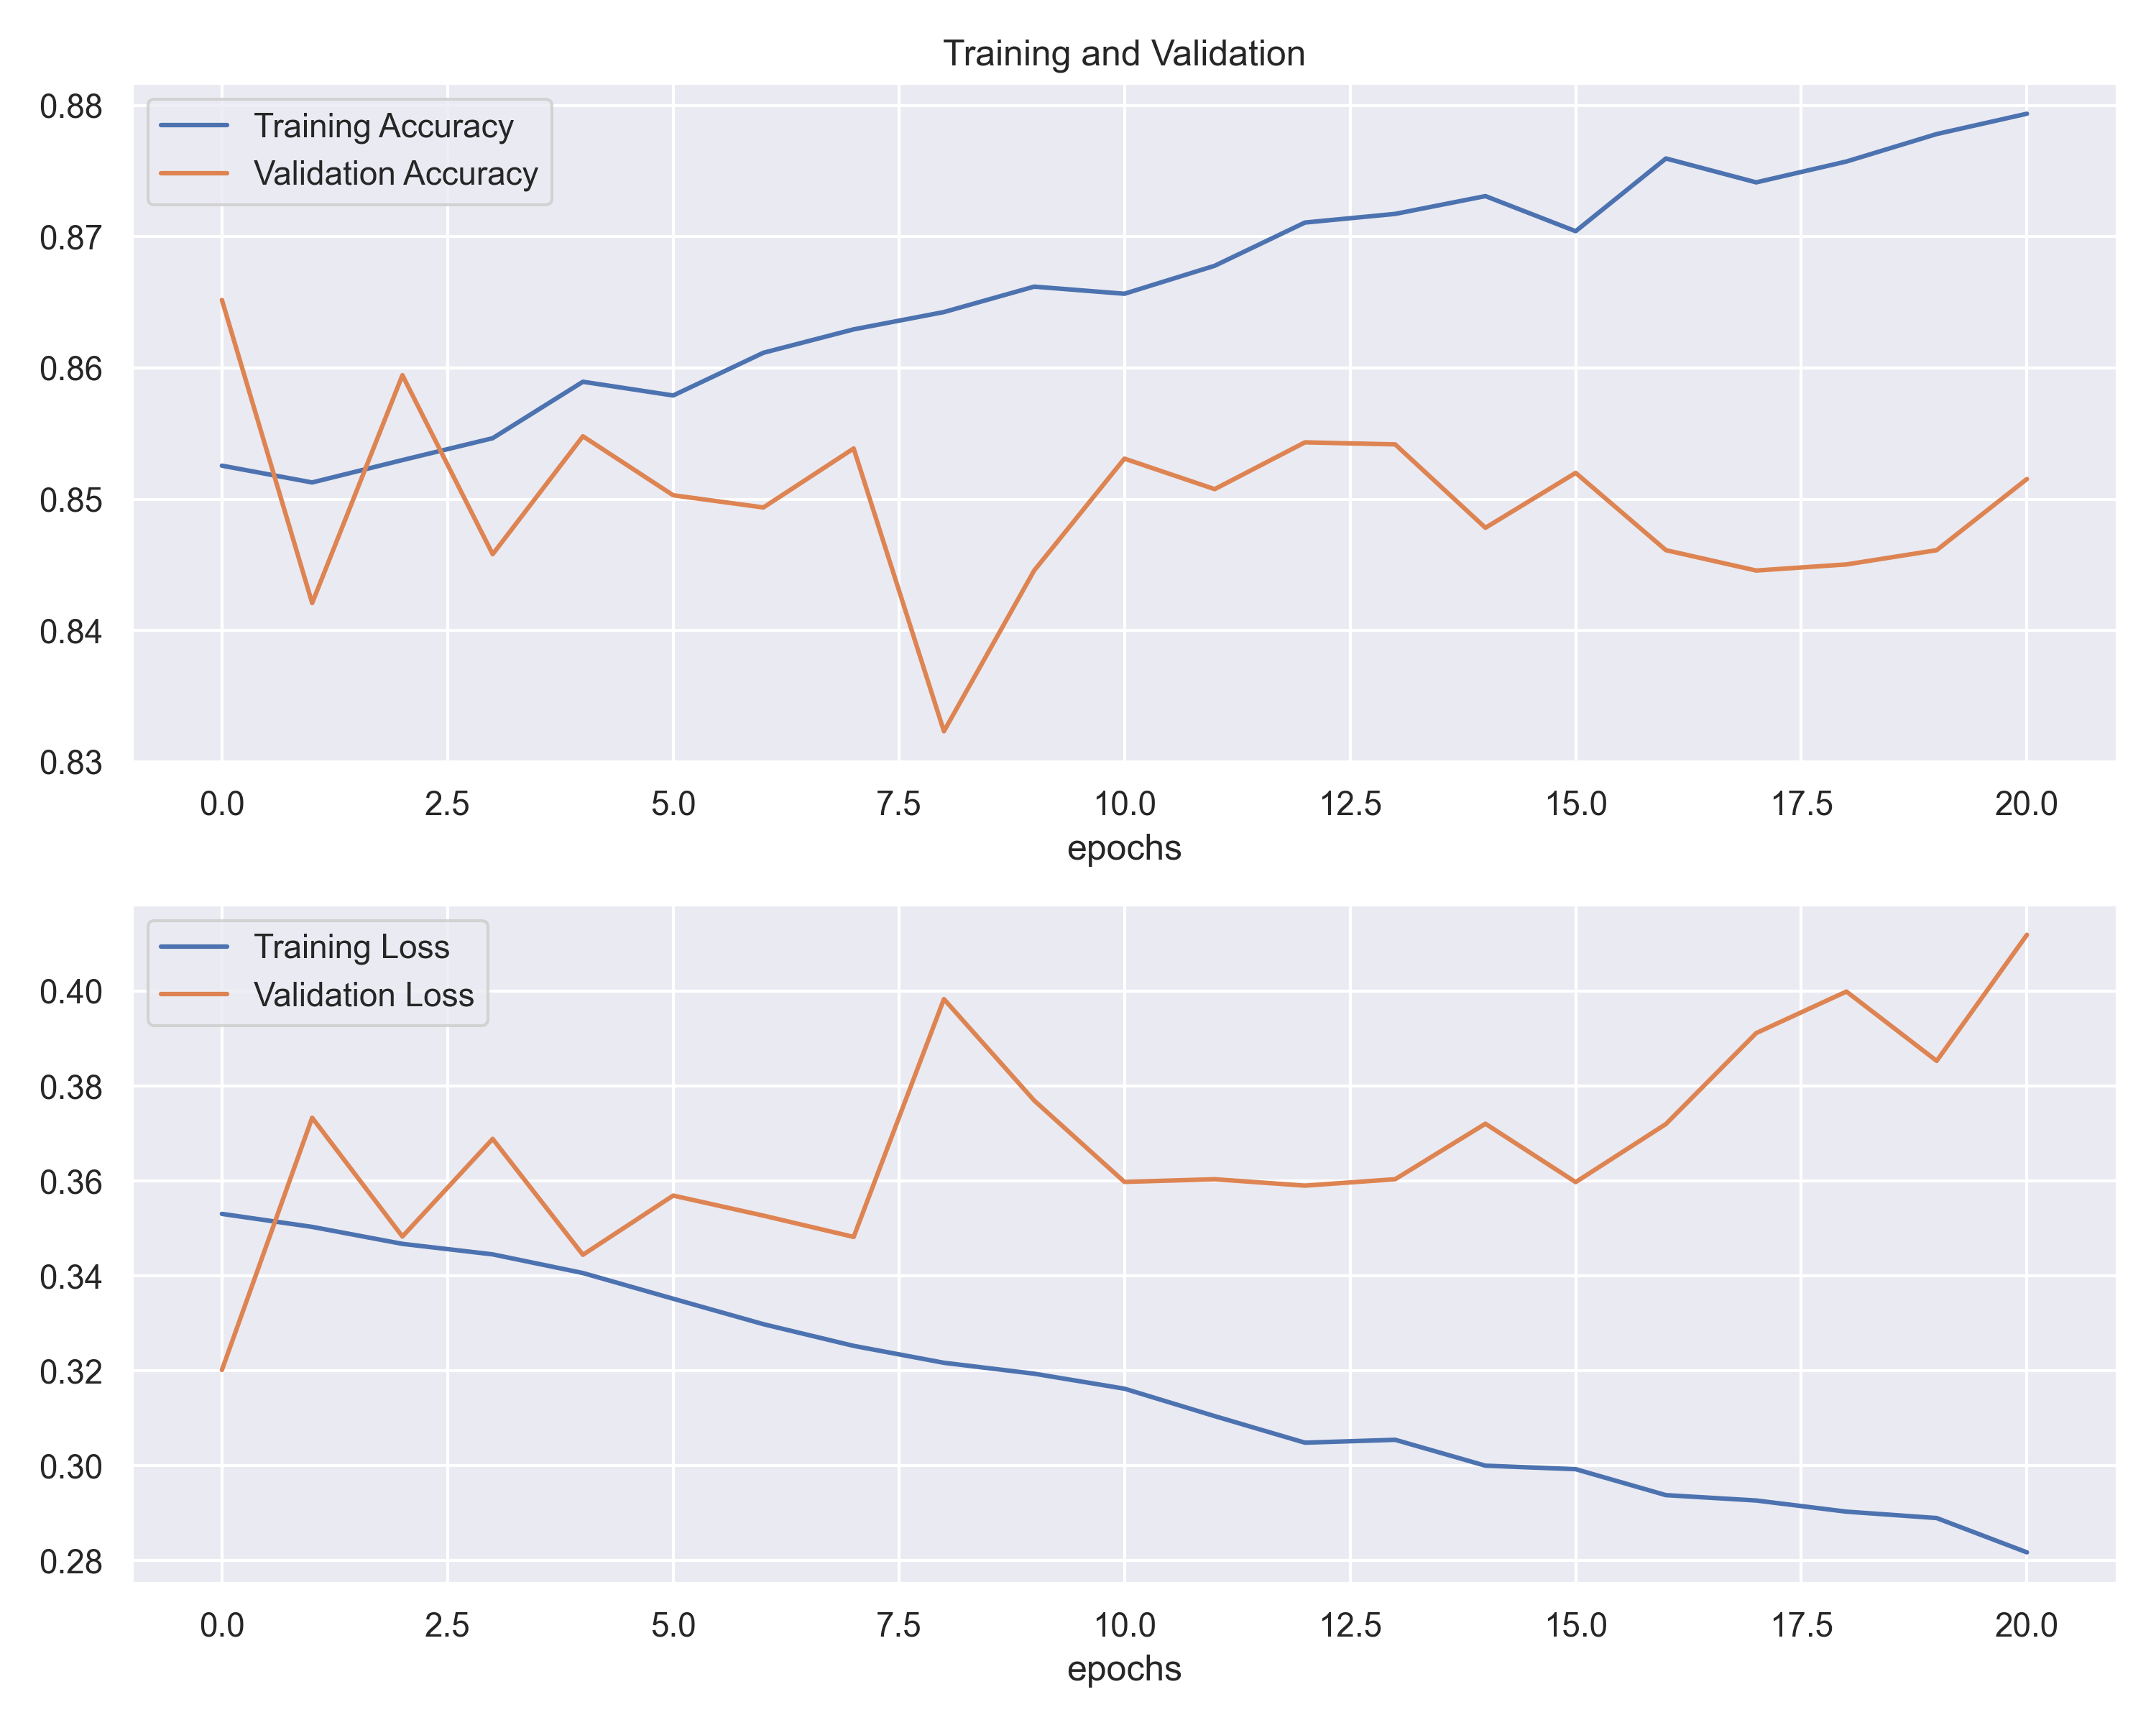 Training and Validation
0.88
0.87
0.86
0.85
0.84
0.83
Training Accuracy
Validation Accuracy
0.0 2.5 5.0 7.5 10.0 12.5 15.0 17.5 20.0
epochs
0.40
0.38
0.36
0.34
0.32
0.30
0.28
Training Loss
Validation Loss
0.0 2.5 5.0 7.5 10.0 12.5 15.0 17.5 20.0
epochs